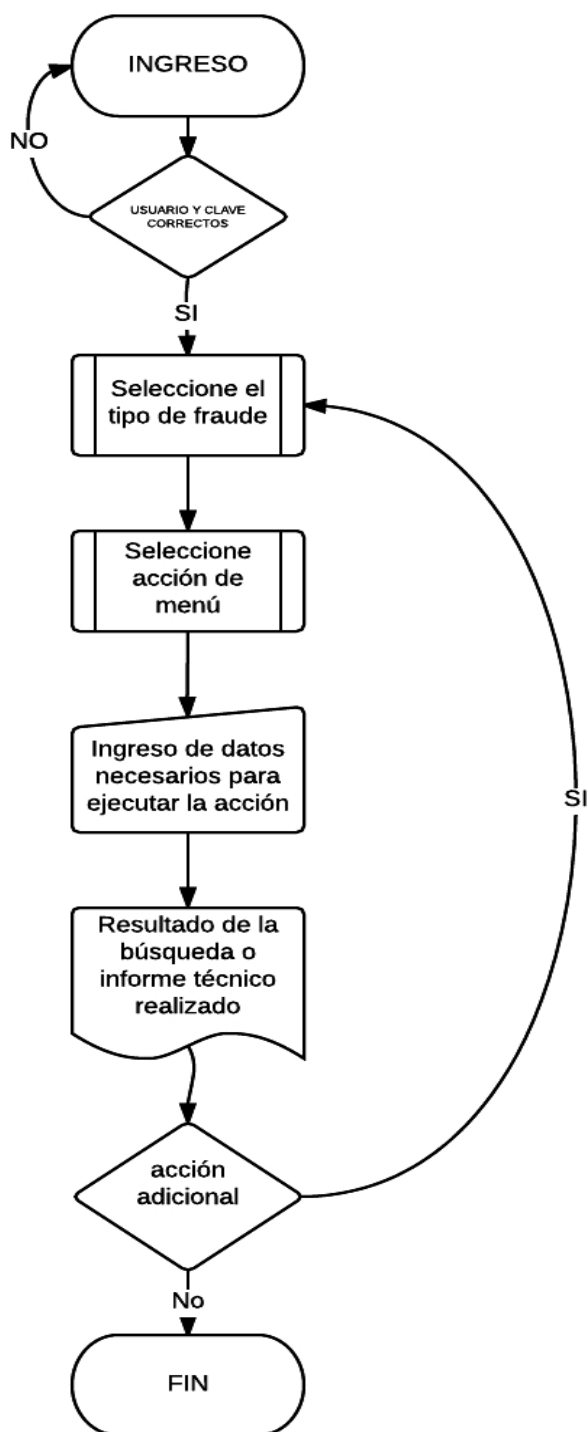 INGRESO
NO
USUARIO Y CLAVE
CORRECTOS
SI
Seleccione el
tipo de fraude
Seleccione
acción de
menú
Ingreso de datos
necesarios para
ejecutar la acción
SI
Resultado de la
búsqueda o
informe técnico
realizado
acción
adicional
No
FIN